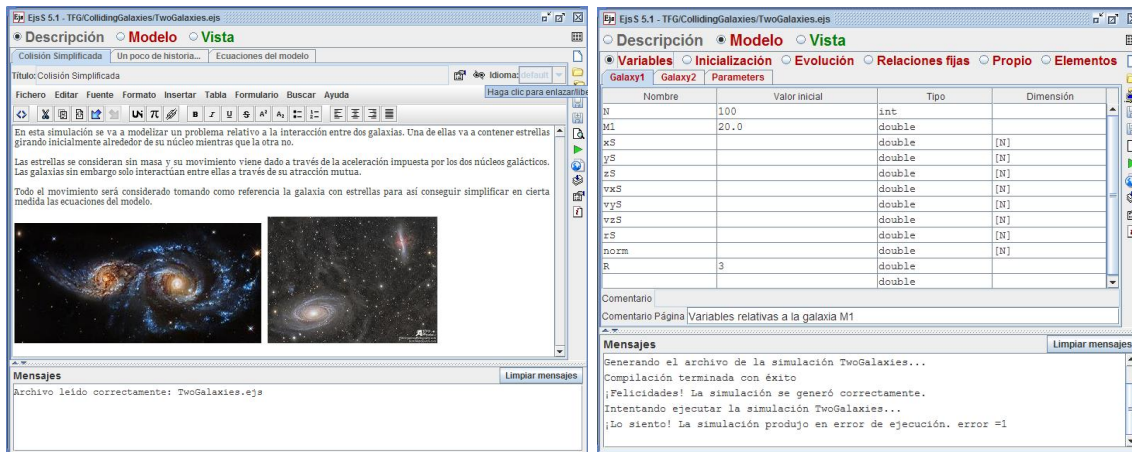 EjsS 5.1 - TFG/CollidingGalaxies/TwoGalaxies.ejs
Descripción Modelo Vista
Colisión Simplificada Un poco de historia... Ecuaciones del modelo
Título: Colisión Simplificada Idioma: default
Fichero Editar Fuente Formato Insertar Tabla Formulario Buscar Ayuda
Haga clic para enlazar/libe
En esta simulación se va a modelizar un problema relativo a la interacción entre dos galaxias. Una de ellas va a contener estrellas
girando inicialmente alrededor de su núcleo mientras que la otra no.
Las estrellas se consideran sin masa y su movimiento viene dado a través de la aceleración impuesta por los dos núcleos galácticos.
Las galaxias sin embargo solo interactúan entre ellas a través de su atracción mutua.
Todo el movimiento será considerado tomando como referencia la galaxia con estrellas para así conseguir simplificar en cierta
medida las ecuaciones del modelo.
Mensajes Limpiar mensajes
Archivo leído correctamente: TwoGalaxies.ejs
EjsS 5.1 - TFG/CollidingGalaxies/TwoGalaxies.ejs
Descripción Modelo Vista
Variables Inicialización Evolución Relaciones fijas Propio Elementos
Galaxy1 Galaxy2 Parameters
Nombre Valor inicial Tipo Dimensión
N 100 int
M1 20.0 double
xS double [N]
yS double [N]
zS double [N]
vxS double [N]
vyS double [N]
vzS double [N]
rS double [N]
norm double [N]
R 3 double
double
Comentario
Comentario Página Variables relativas a la galaxia M1
Mensajes Limpiar mensajes
Generando el archivo de la simulación TwoGalaxies...
Compilación terminada con éxito
¡Felicidades! La simulación se generó correctamente.
Intentando ejecutar la simulación TwoGalaxies...
¡Lo siento! La simulación produjo en error de ejecución. error =1